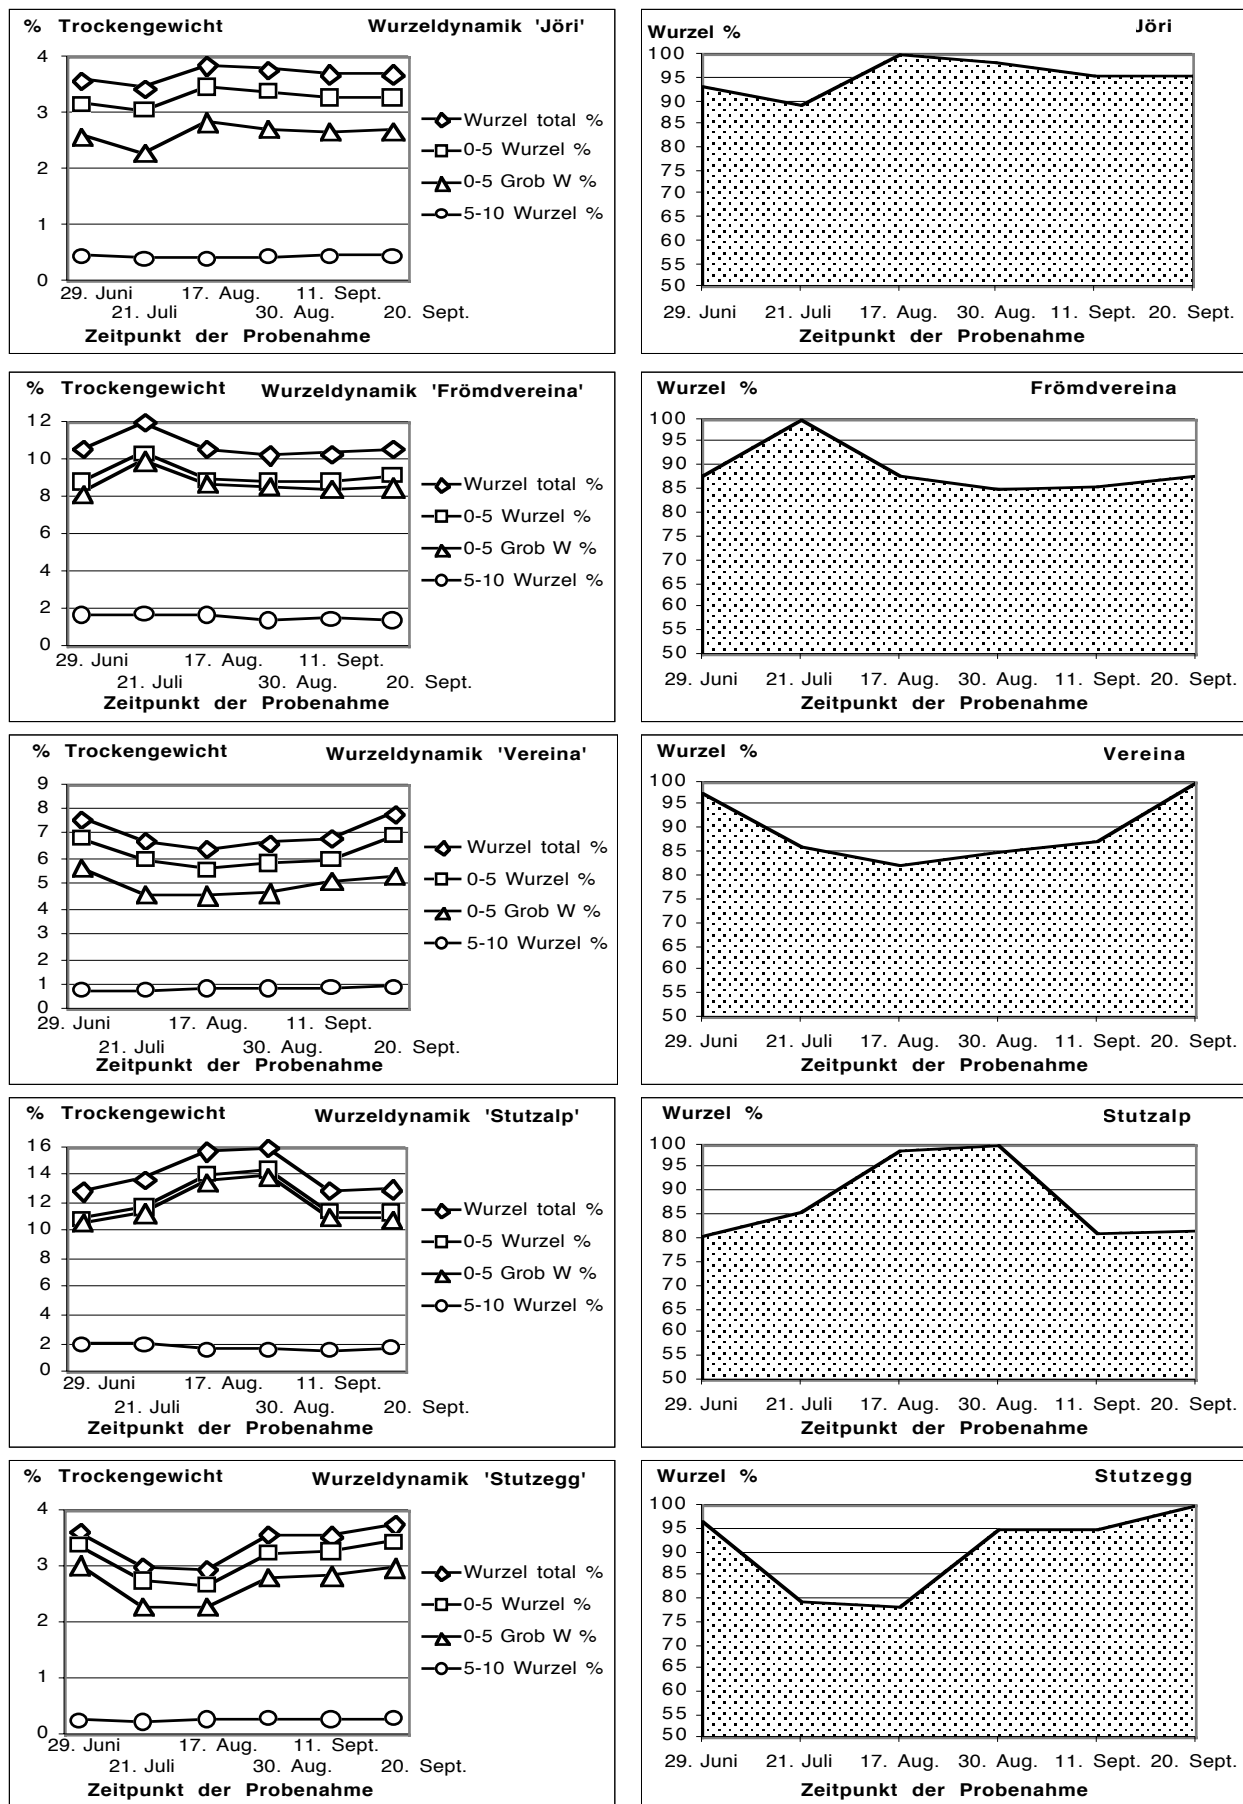 % Trockengewicht Wurzeldynamik 'Jöri'
4
3
2
1
0
29. Juni 17. Aug. 11. Sept.
21. Juli 30. Aug. 20. Sept.
Zeitpunkt der Probenahme
Wurzel total %
0-5 Wurzel %
0-5 Grob W %
5-10 Wurzel %
Jöri
Wurzel %
100
95
90
85
80
75
70
65
60
55
50
29. Juni 21. Juli 17. Aug. 30. Aug. 11. Sept. 20. Sept.
Zeitpunkt der Probenahme
% Trockengewicht Wurzeldynamik 'Frömdvereina'
12
10
8
6
4
2
0
29. Juni 17. Aug. 11. Sept.
21. Juli 30. Aug. 20. Sept.
Zeitpunkt der Probenahme
Wurzel total %
0-5 Wurzel %
0-5 Grob W %
5-10 Wurzel %
Wurzel % Frömdvereina
100
95
90
85
80
75
70
65
60
55
50
29. Juni 21. Juli 17. Aug. 30. Aug. 11. Sept. 20. Sept.
Zeitpunkt der Probenahme
% Trockengewicht Wurzeldynamik 'Vereina'
9
8
7
6
5
4
3
2
1
0
29. Juni 17. Aug. 11. Sept.
21. Juli 30. Aug. 20. Sept.
Zeitpunkt der Probenahme
Wurzel total %
0-5 Wurzel %
0-5 Grob W %
5-10 Wurzel %
Wurzel % Vereina
100
95
90
85
80
75
70
65
60
55
50
29. Juni 21. Juli 17. Aug. 30. Aug. 11. Sept. 20. Sept.
Zeitpunkt der Probenahme
% Trockengewicht Wurzeldynamik 'Stutzalp'
16
14
12
10
8
6
4
2
0
29. Juni 17. Aug. 11. Sept.
21. Juli 30. Aug. 20. Sept.
Zeitpunkt der Probenahme
Wurzel total %
0-5 Wurzel %
0-5 Grob W %
5-10 Wurzel %
Wurzel % Stutzalp
100
95
90
85
80
75
70
65
60
55
50
29. Juni 21. Juli 17. Aug. 30. Aug. 11. Sept. 20. Sept.
Zeitpunkt der Probenahme
% Trockengewicht Wurzeldynamik 'Stutzegg'
4
3
2
1
0
29. Juni 17. Aug. 11. Sept.
21. Juli 30. Aug. 20. Sept.
Zeitpunkt der Probenahme
Wurzel total %
0-5 Wurzel %
0-5 Grob W %
5-10 Wurzel %
Wurzel % Stutzegg
100
95
90
85
80
75
70
65
60
55
50
29. Juni 21. Juli 17. Aug. 30. Aug. 11. Sept. 20. Sept.
Zeitpunkt der Probenahme